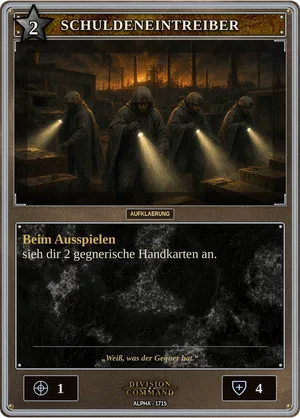 2
SCHULDENEINTREIBER
AUFKLAERUNG
Beim Ausspielen
sieh dir 2 gegnerische Handkarten an.
„Weiß, was der Gegner hat.“
1
DIVISION
COMMAND
4
ALPHA - 1715